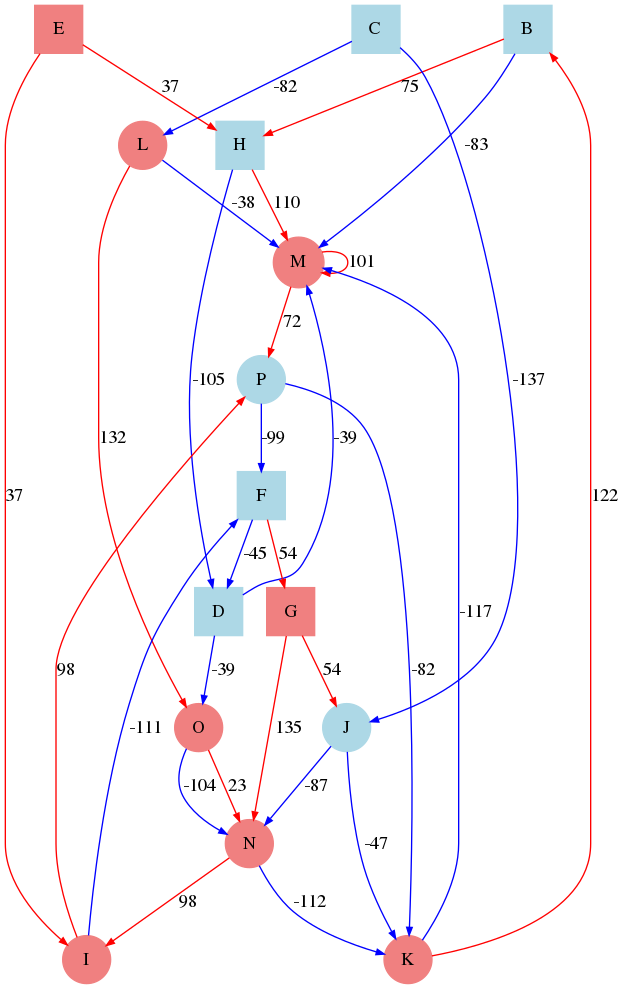 E C B
37 -82 75
L H -83
-38 110
M 101
72
P -105 -137
132 -99 -39
37 F 122
-45 54
D G -117
98 -39 54 -82
-111 O 135 J
-104 23 -87 -47
N
98 -112
I K